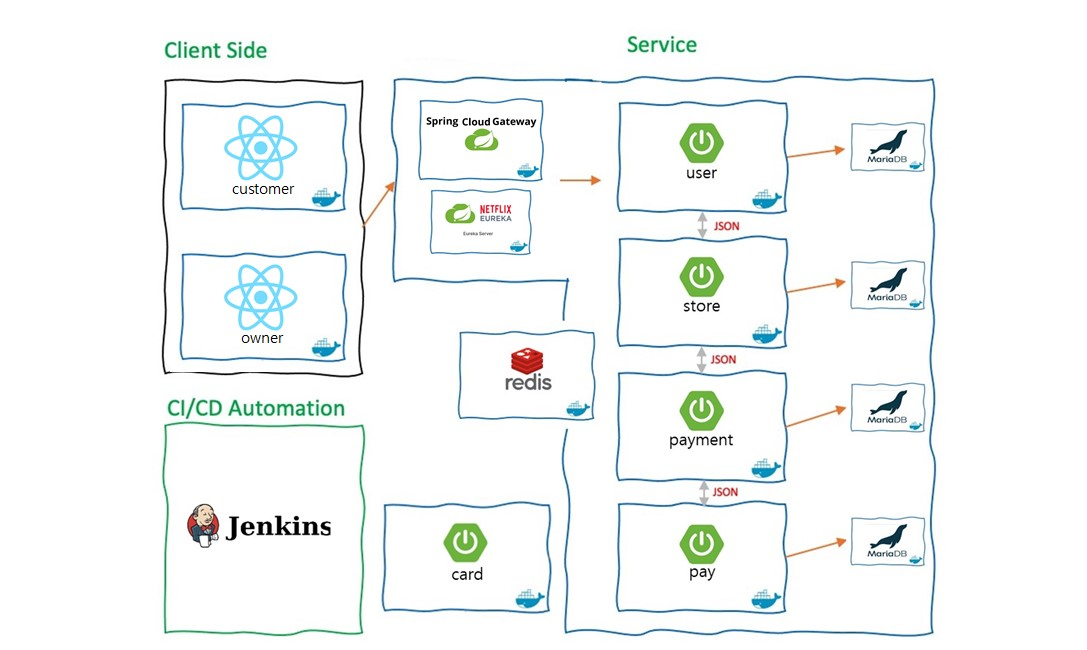 Client Side
Service
customer
owner
Spring Cloud Gateway
NETFLIX
EUREKA
Eureka Server
user
MariaDB
JSON
store
MariaDB
JSON
redis
payment
MariaDB
JSON
pay
MariaDB
CI/CD Automation
Jenkins
card